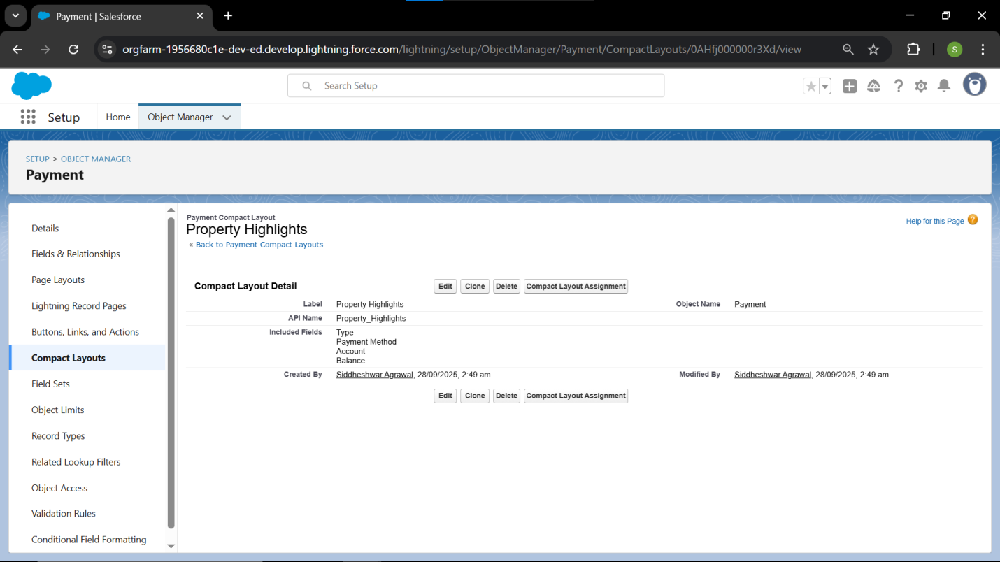 Payment | Salesforce
orgfarm-1956680c1e-dev-ed.develop.lightning.force.com/lightning/setup/ObjectManager/Payment/CompactLayouts/0AHfj000000r3Xd/view
S
Search Setup
Setup
Home
Object Manager
SETUP > OBJECT MANAGER
Payment
Details
Fields & Relationships
Page Layouts
Lightning Record Pages
Buttons, Links, and Actions
Compact Layouts
Field Sets
Object Limits
Record Types
Related Lookup Filters
Object Access
Validation Rules
Conditional Field Formatting
Payment Compact Layout
Property Highlights
« Back to Payment Compact Layouts
Help for this Page ?
Compact Layout Detail
Edit Clone Delete Compact Layout Assignment
Label Property Highlights Object Name Payment
API Name Property_Highlights
Included Fields Type
Payment Method
Account
Balance
Created By Siddheshwar Agrawal, 28/09/2025, 2:49 am Modified By Siddheshwar Agrawal, 28/09/2025, 2:49 am
Edit Clone Delete Compact Layout Assignment